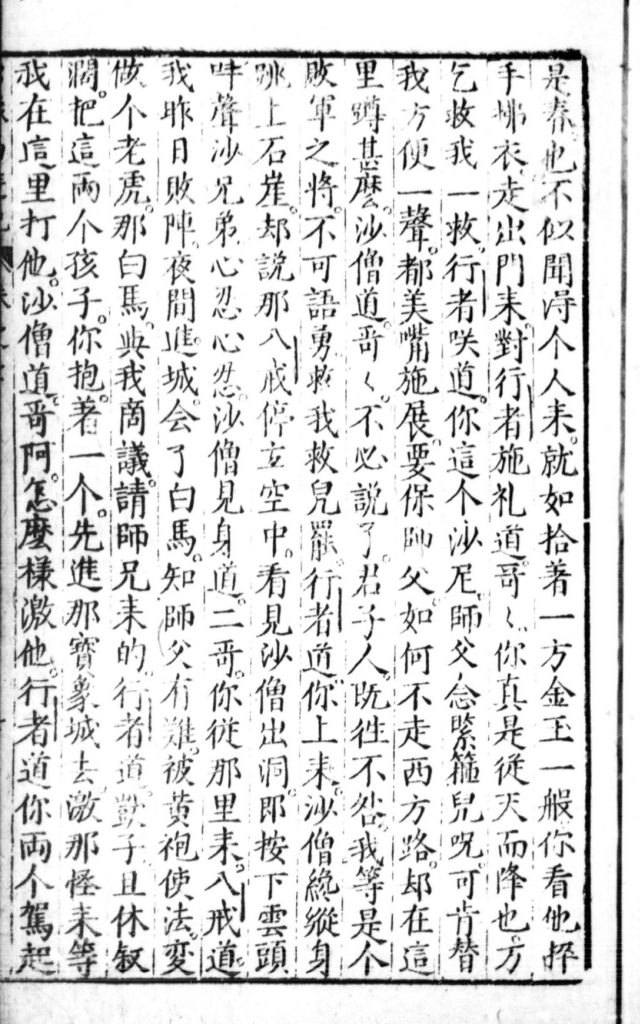 是春。也不似聞淂个人来。就如拾着一方金玉一般你看他捽
手拂衣。走出門来。對行者施礼道。哥〻。你真是從天而降也。万
乞救我一救。行者咲道。你這个沙尼。師父念緊箍兒呪。可肯替
我方便一聲。都美嘴施展。要保師父。如何不走西方路。却在這
里蹲甚麽。沙僧道。哥〻。不必說了。君子人。既徃不咎。我等是个
敗軍之將。不可語勇。救我救兒罷。行者道。你上来。沙僧纔縱身
跳上石崖。却說那八戒停立空中。看見沙僧出洞。即按下雲頭
呌聲沙兄弟。心忍心忍。沙僧見身道。二哥。你從那里来。八戒道。
我昨日敗陣。夜間進城。会了白馬。知師父有難。被黄袍使法。变
做个老虎。那白馬。與我商議。請師兄来的。行者道。獃子且休叙
濶。把這兩个孩子。你抱着一个。先進那寶象城去。激那怪来。等
我在這里打他。沙僧道。哥阿。怎麽樣激他。行者道你兩个駕起